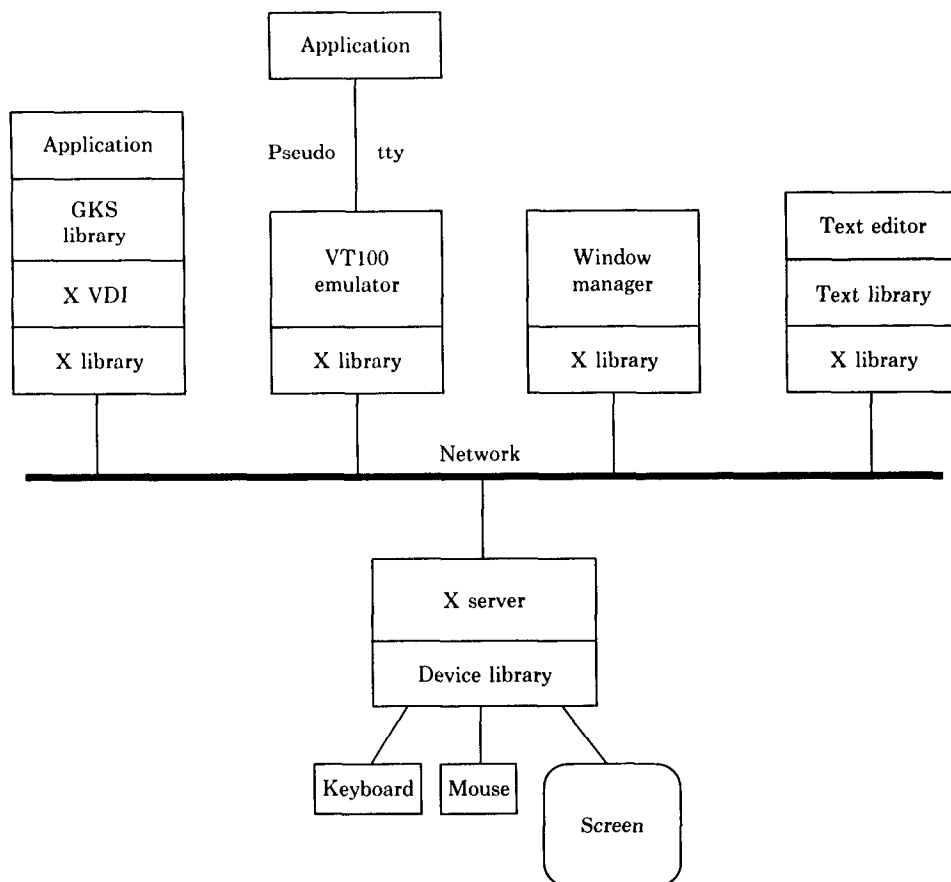 Application
Application
GKS
library
X VDI
X library
Pseudo tty
VT100
emulator
X library
Window
manager
X library
Text editor
Text library
X library
Network
X server
Device library
Keyboard
Mouse
Screen